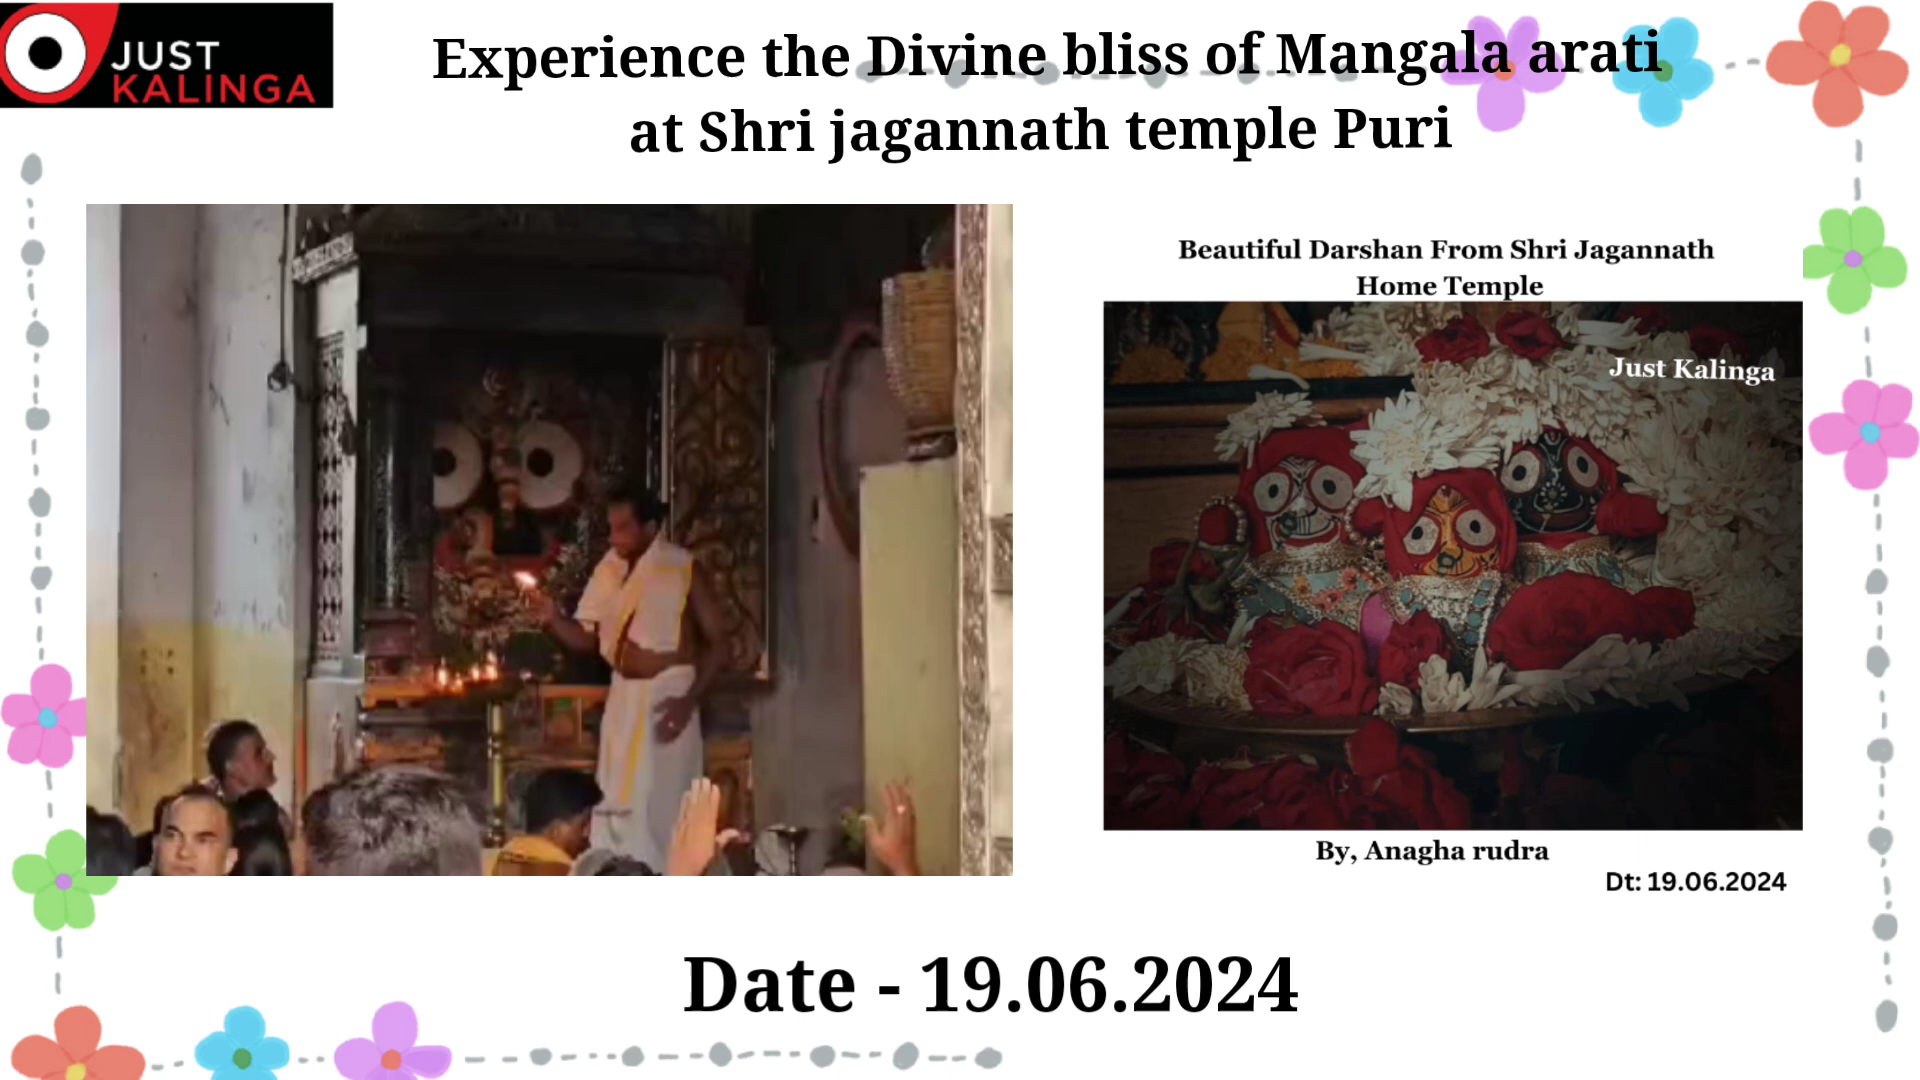 JUST
KALINGA
Experience the Divine bliss of Mangala arati
at Shri jagannath temple Puri
Beautiful Darshan From Shri Jagannath
Home Temple
Just Kalinga
By, Anagha rudra
Dt: 19.06.2024
Date - 19.06.2024